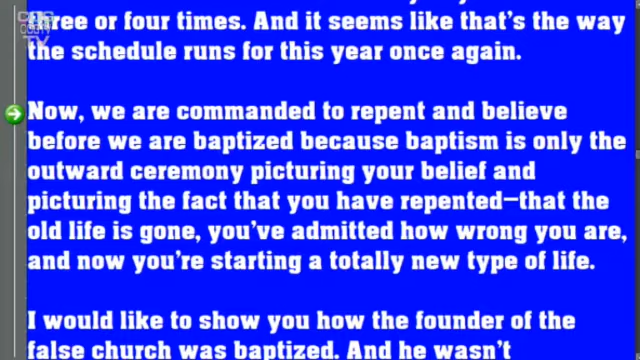 three or four times. And it seems like that's the way
the schedule runs for this year once again.
Now, we are commanded to repent and believe
before we are baptized because baptism is only the
outward ceremony picturing your belief and
picturing the fact that you have repented—that the
old life is gone, you've admitted how wrong you are,
and now you're starting a totally new type of life.
I would like to show you how the founder of the
false church was baptized. And he wasn't